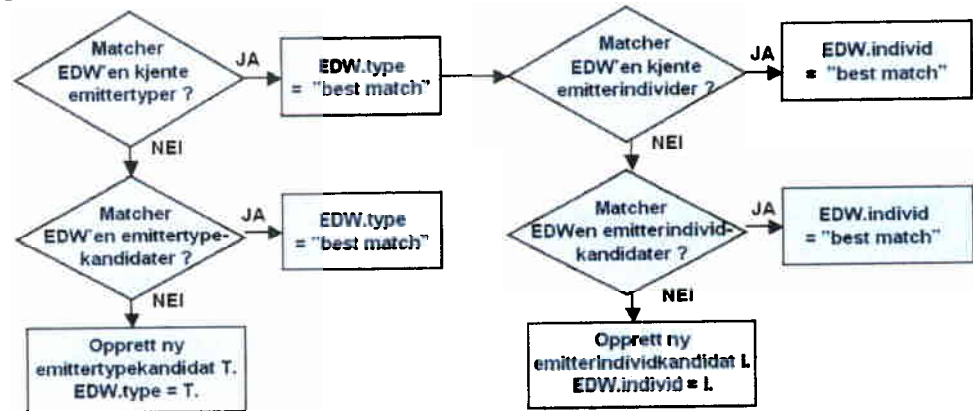 Matcher
EDW'en kjente
emittertyper ?
JA
EDW.type
= "best match"
NEI
Matcher
EDW'en emittertype-
kandidater ?
JA
EDW.type
= "best match"
NEI
Opprett ny
emittertypekandidat T.
EDW.type = T.
Matcher
EDW'en kjente
emitterindivider ?
JA
EDW.individ
= "best match"
NEI
Matcher
EDWen emitterindivid-
kandidater ?
JA
EDW.individ
= "best match"
NEI
Opprett ny
emitterindividkandidat I.
EDW.individ = I.